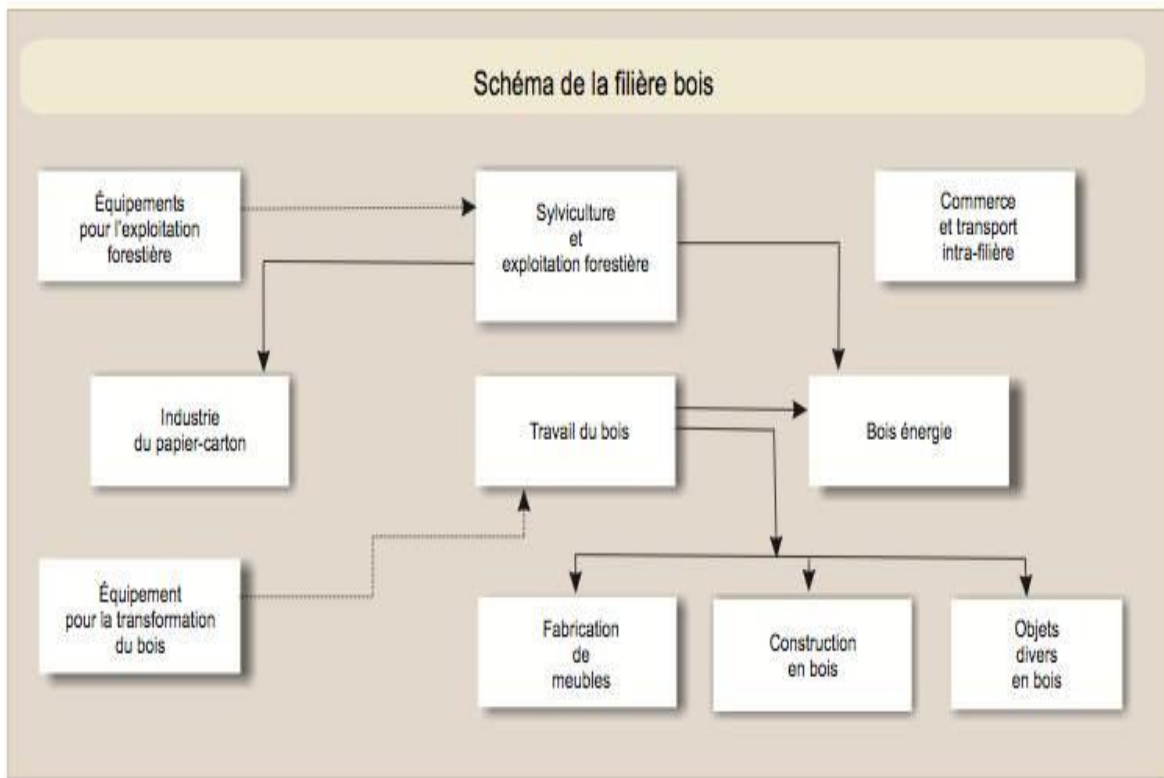 Schéma de la filière bois
Équipements
pour l'exploitation
forestière
Sylviculture
et
exploitation forestière
Commerce
et transport
intra-filière
Industrie
du papier-carton
Travail du bois
Bois énergie
Équipement
pour la transformation
du bois
Fabrication
de
meubles
Construction
en bois
Objets
divers
en bois